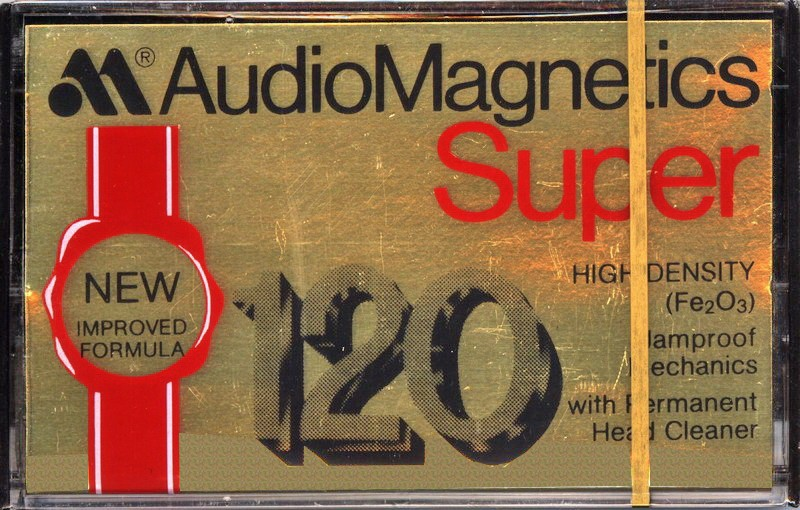 ® AudioMagnetics
Super
NEW
IMPROVED
FORMULA
120
HIGH DENSITY
(Fe₂O₃)
Jamproof
Mechanics
with Permanent
Head Cleaner